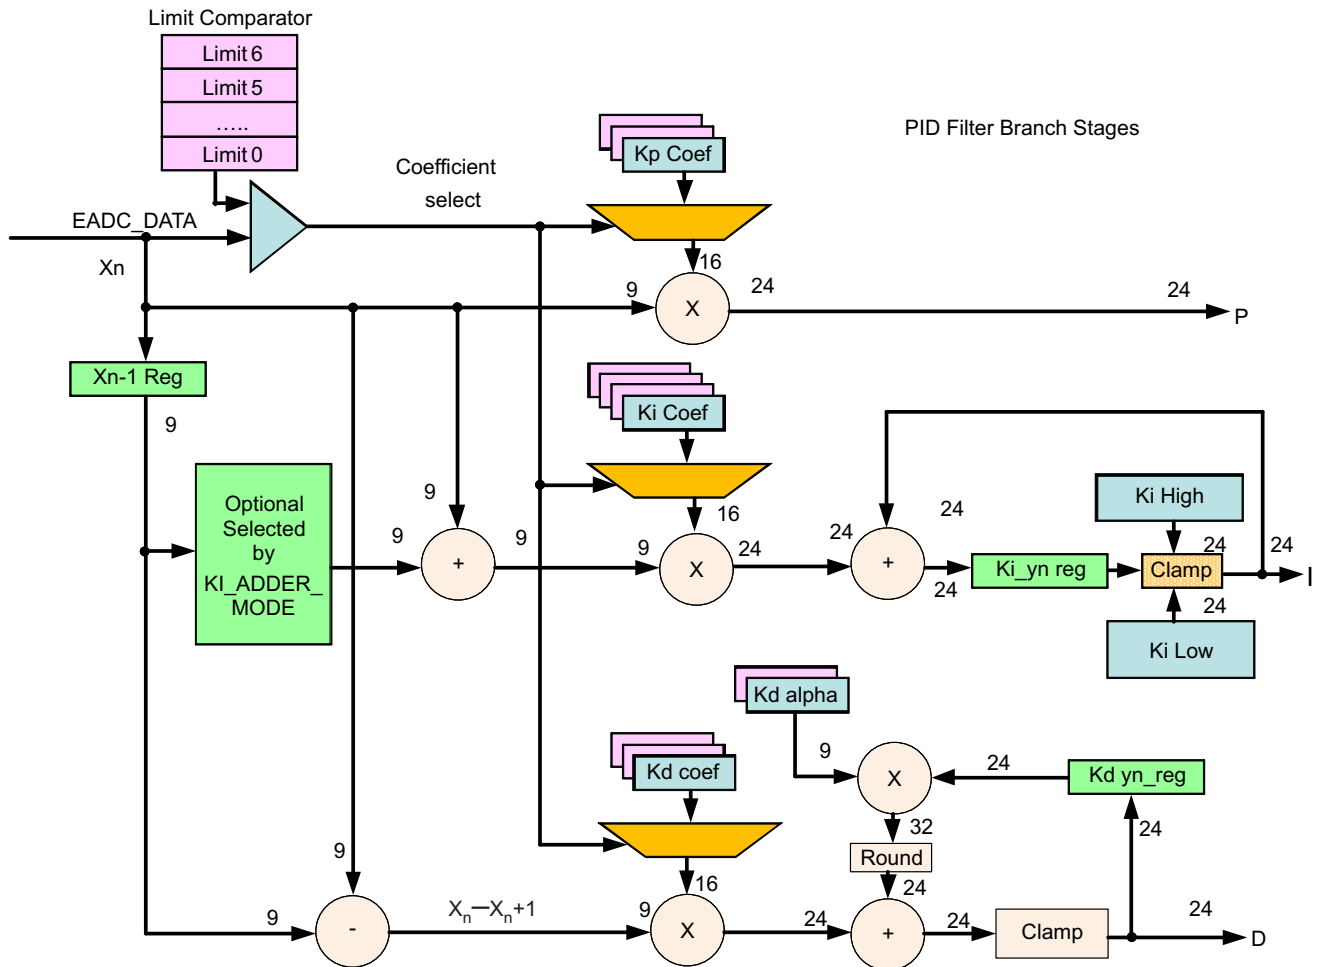 Limit Comparator
Limit 6
Limit 5
.....
Limit 0
PID Filter Branch Stages
Kp Coef
Coefficient
select
EADC_DATA
Xn
16
9
24
24
X
P
Xn-1 Reg
9
Ki Coef
Optional
Selected
by
KI_ADDER_
MODE
9
9
+
9
16
9
X
24
24
+
24
24
Ki_yn reg
Ki High
24
Clamp
24
24
I
Ki Low
Kd alpha
9
X
24
Kd yn_reg
24
32
Round
24
Kd coef
9
16
9
-
Xn—Xn+1
9
X
24
+
24
Clamp
24
D